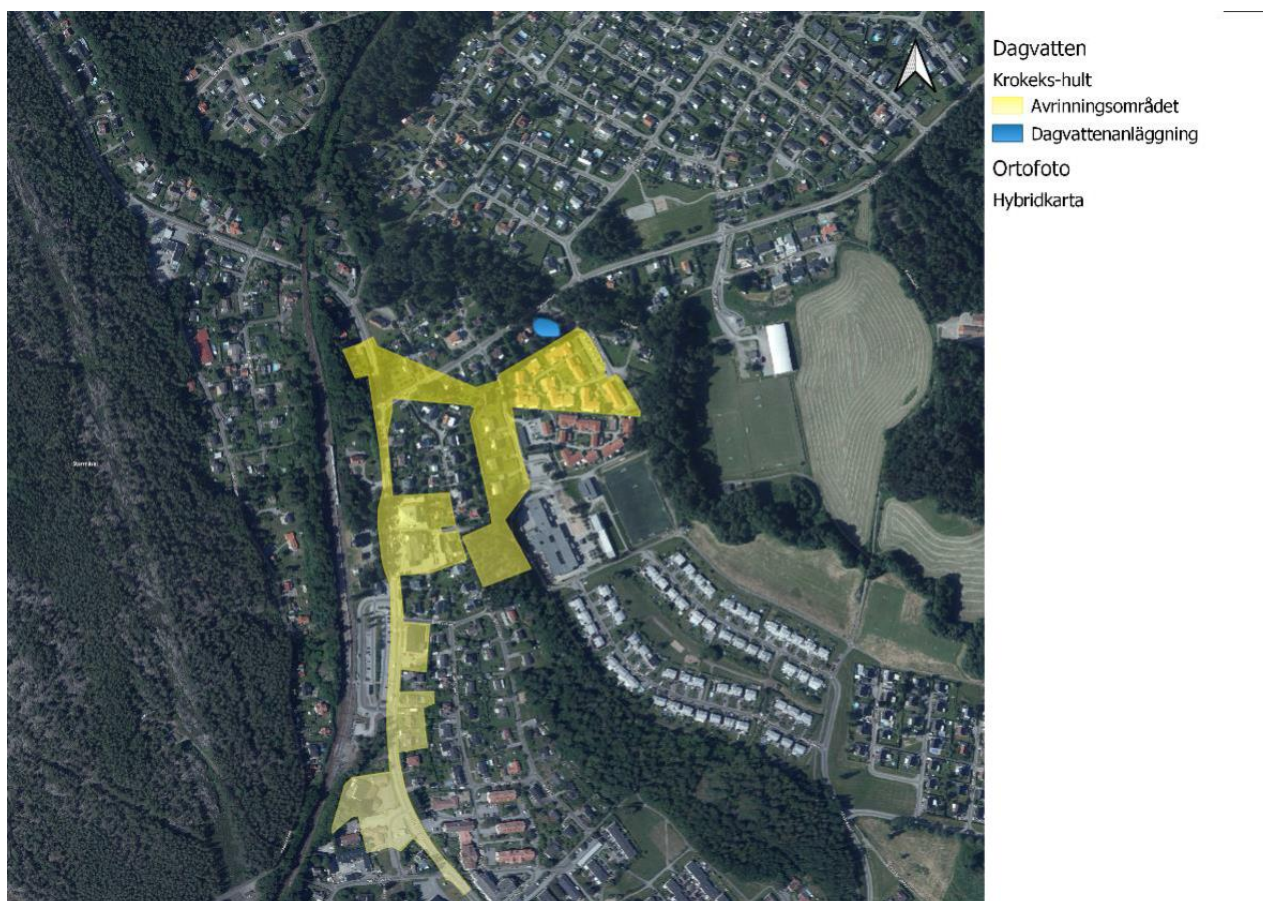 Dagvatten
Krokeks-hult
Avrinningsområdet
Dagvattenanläggning
Ortofoto
Hybridkarta